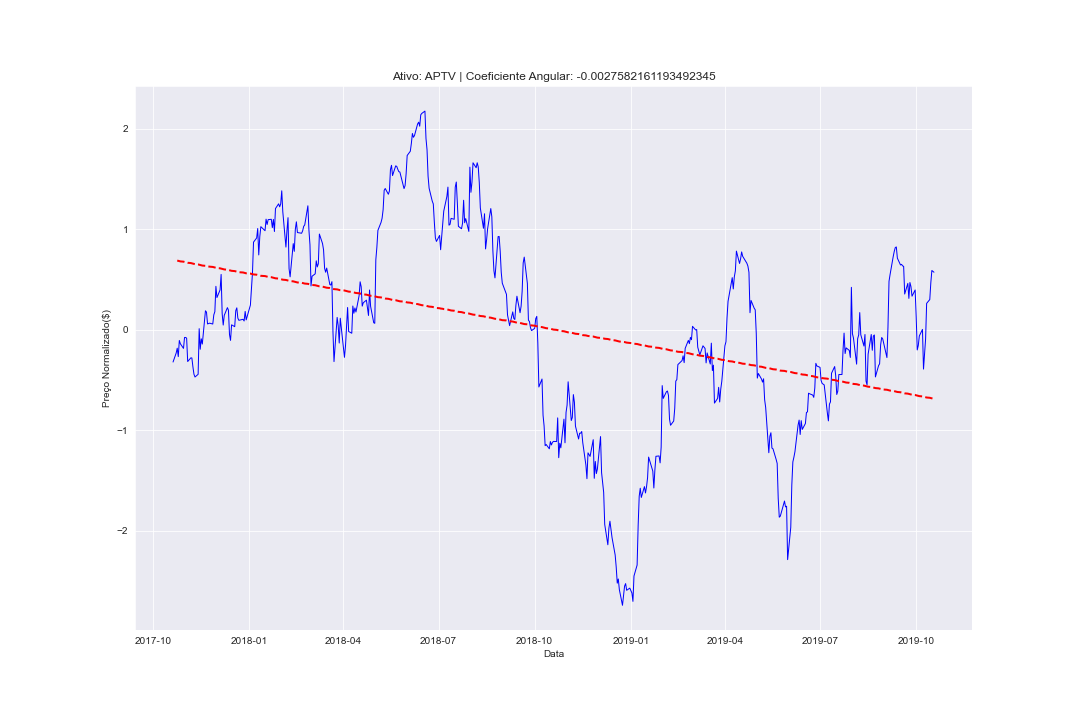 Ativo: APTV | Coeficiente Angular: -0.0027582161193492345
Preço Normalizado($)
2
1
0
−1
−2
2017-10 2018-01 2018-04 2018-07 2018-10 2019-01 2019-04 2019-07 2019-10
Data